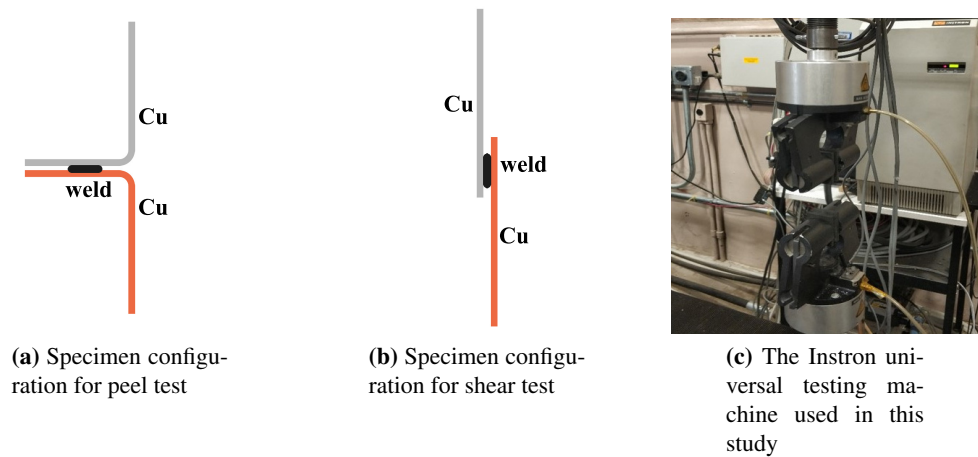 Cu
weld
Cu
(a) Specimen configu-
ration for peel test
Cu
weld
Cu
(b) Specimen configu-
ration for shear test
(c) The Instron uni-
versal testing ma-
chine used in this
study